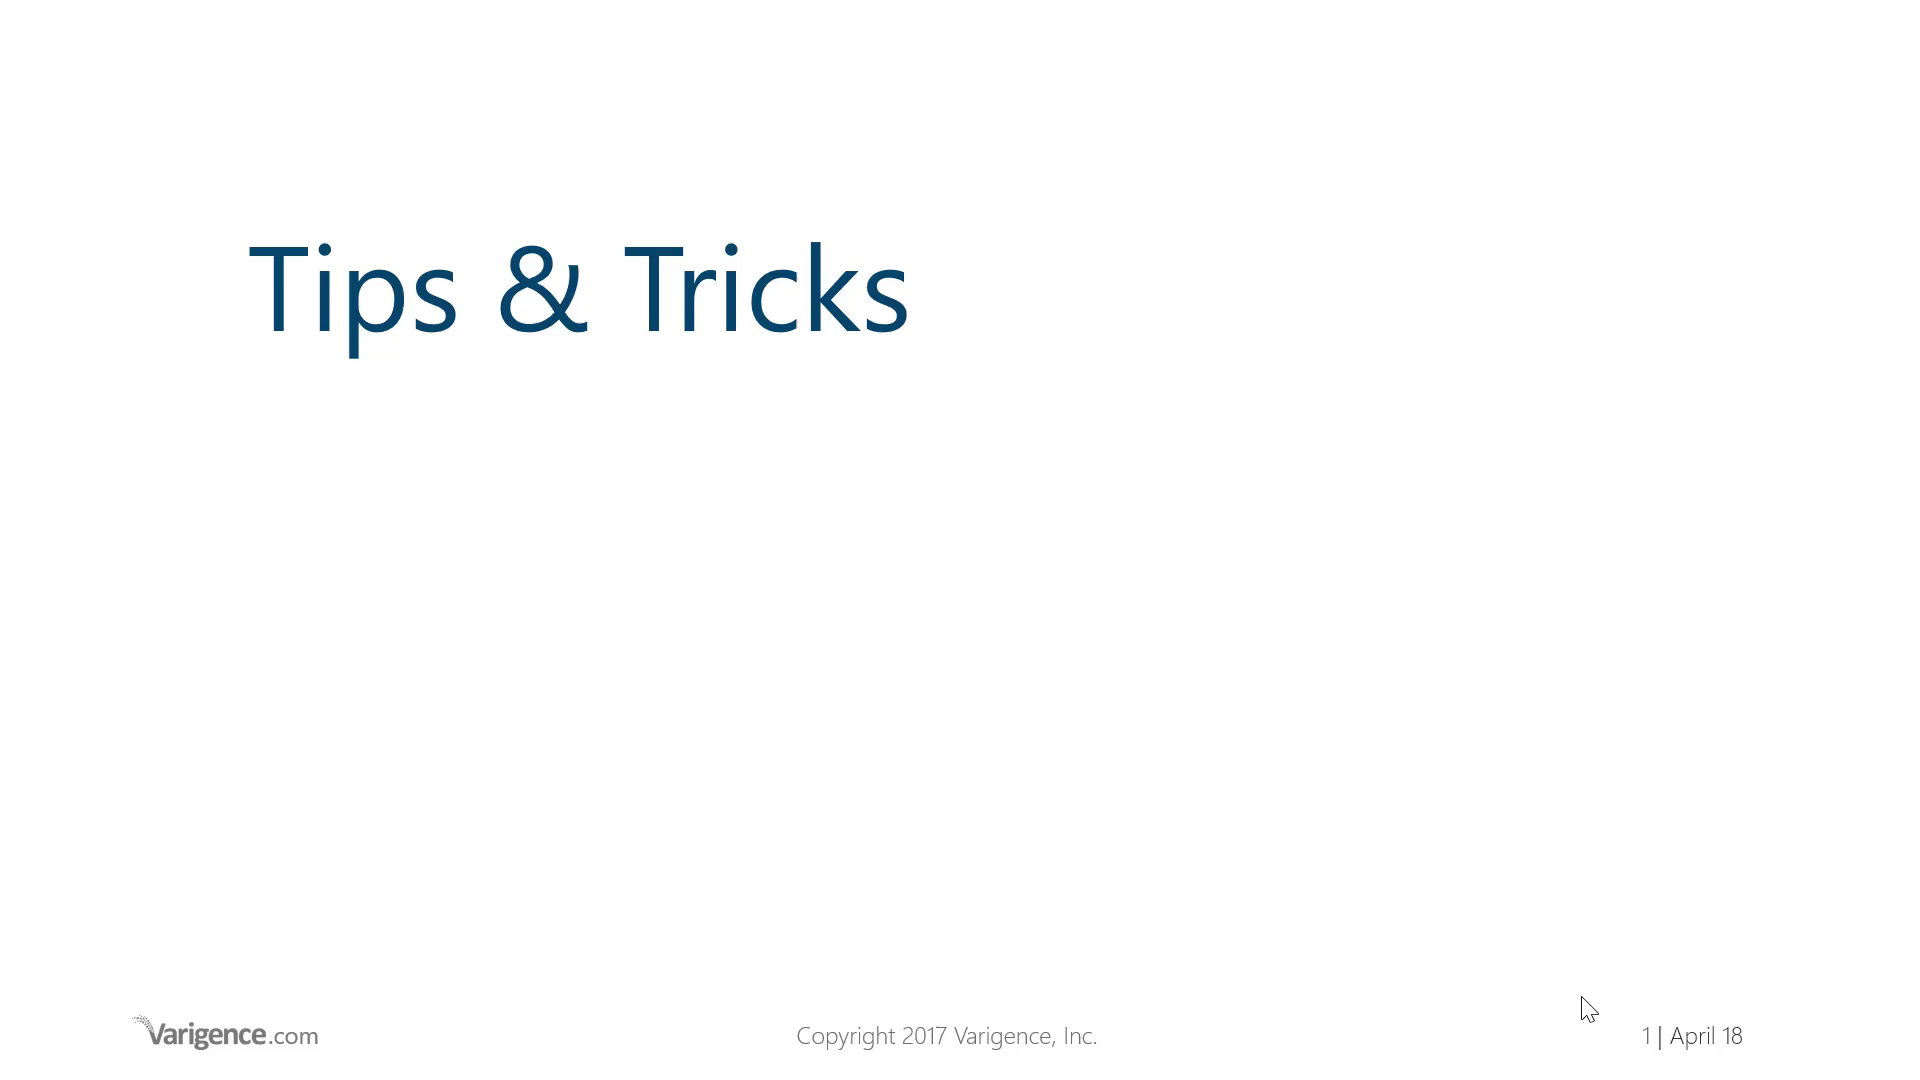 Tips & Tricks
Varigence.com
Copyright 2017 Varigence, Inc.
1 | April 18